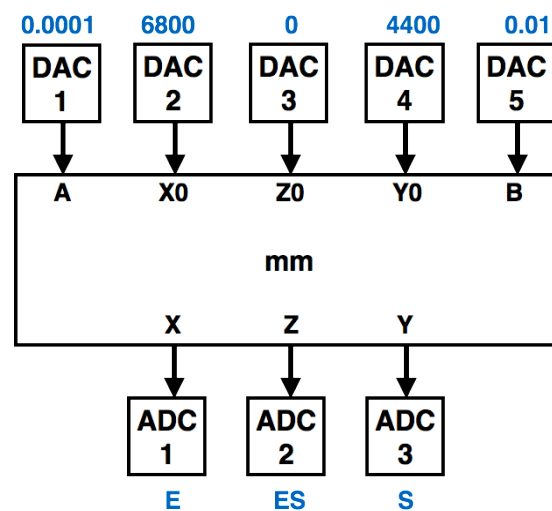 0.0001 6800 0 4400 0.01
DAC DAC DAC DAC DAC
1 2 3 4 5
A X0 Z0 Y0 B
mm
X Z Y
ADC ADC ADC
1 2 3
E ES S